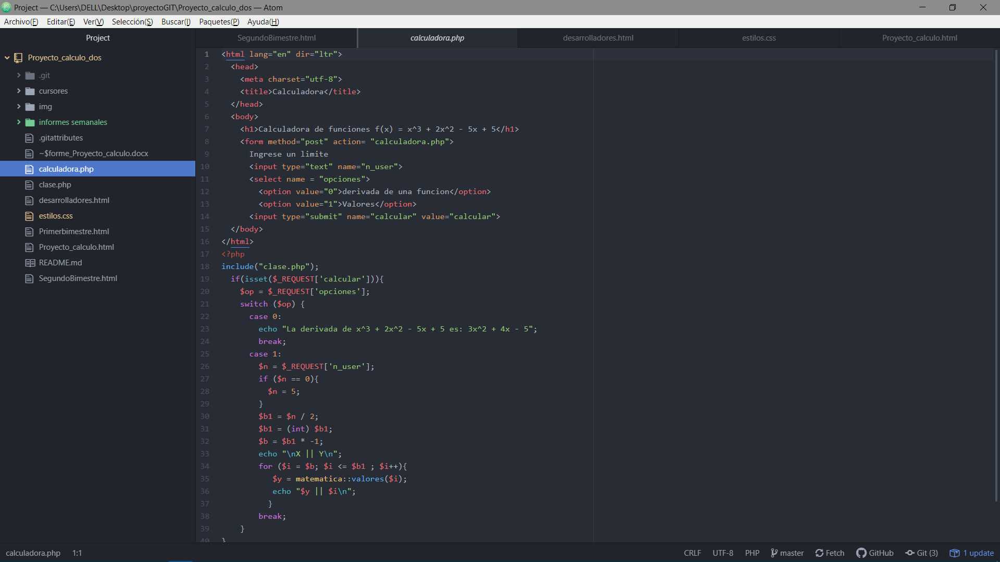 Project — C:\Users\DELL\Desktop\proyectoGIT\Proyecto_calculo_dos — Atom
Archivo(F) Editar(E) Ver(V) Selección(S) Buscar(I) Paquetes(P) Ayuda(H)
Project
Proyecto_calculo_dos
.git
cursores
img
informes semanales
.gitattributes
~$forme_Proyecto_calculo.docx
calculadora.php
clase.php
desarrolladores.html
estilos.css
Primerbimestre.html
Proyecto_calculo.html
README.md
SegundoBimestre.html
SegundoBimestre.html calculadora.php desarrolladores.html estilos.css Proyecto_calculo.html
1 <html lang="en" dir="ltr">
2 <head>
3 <meta charset="utf-8">
4 <title>Calculadora</title>
5 </head>
6 <body>
7 <h1>Calculadora de funciones f(x) = x^3 + 2x^2 - 5x + 5</h1>
8 <form method="post" action= "calculadora.php">
9 Ingrese un limite
10 <input type="text" name="n_user">
11 <select name = "opciones">
12 <option value="0">derivada de una funcion</option>
13 <option value="1">Valores</option>
14 <input type="submit" name="calcular" value="calcular">
15 </body>
16 </html>
17 <?php
18 include("clase.php");
19 if(isset($_REQUEST['calcular'])){
20 $op = $_REQUEST['opciones'];
21 switch ($op) {
22 case 0:
23 echo "La derivada de x^3 + 2x^2 - 5x + 5 es: 3x^2 + 4x - 5";
24 break;
25 case 1:
26 $n = $_REQUEST['n_user'];
27 if ($n == 0){
28 $n = 5;
29 }
30 $b1 = $n / 2;
31 $b1 = (int) $b1;
32 $b = $b1 * -1;
33 echo "\nX || Y\n";
34 for ($i = $b; $i <= $b1 ; $i++){
35 $y = matematica::valores($i);
36 echo "$y || $i\n";
37 }
38 break;
39 }
40 }
calculadora.php 1:1 CRLF UTF-8 PHP master Fetch GitHub Git (3) 1 update